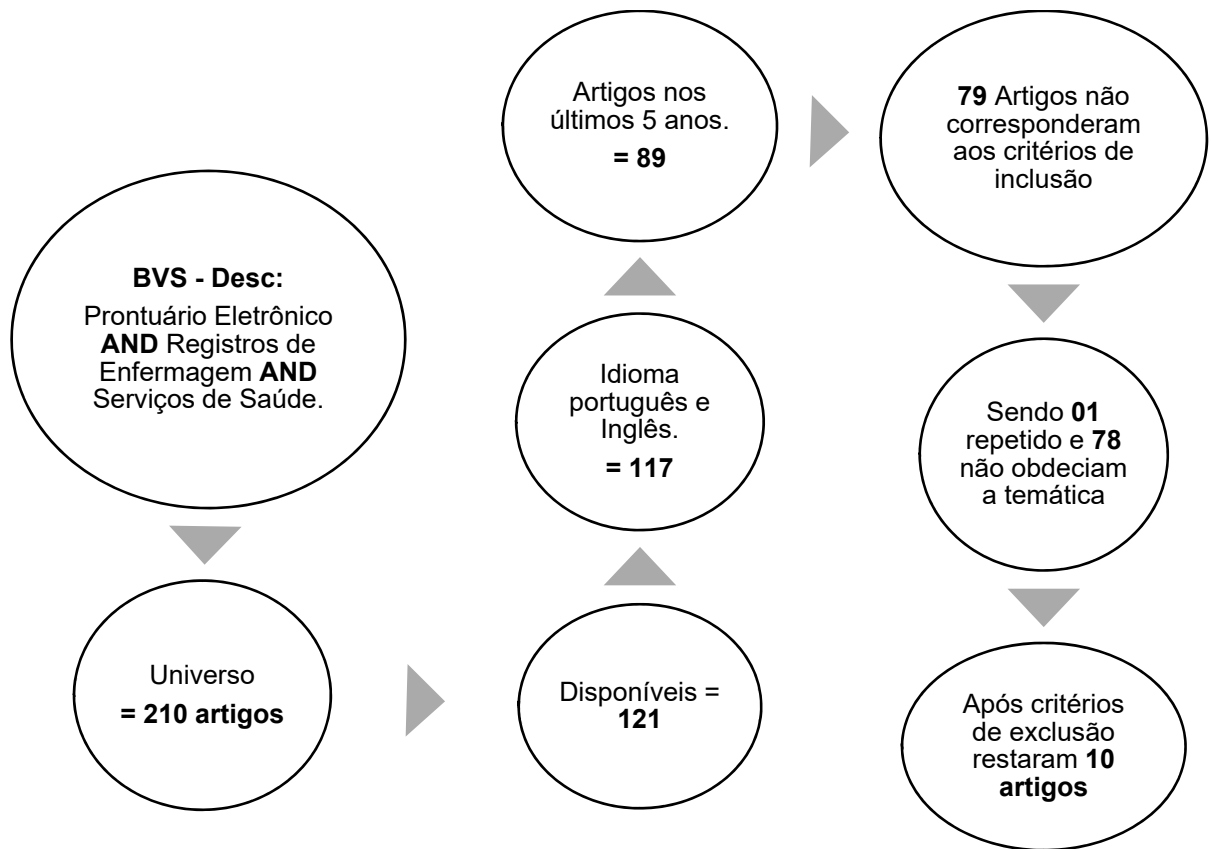 BVS - Desc:
Prontuário Eletrônico
AND Registros de
Enfermagem AND
Serviços de Saúde.
Universo
= 210 artigos
Disponíveis =
121
Idioma
português e
Inglês.
= 117
Artigos nos
últimos 5 anos.
= 89
79 Artigos não
corresponderam
aos critérios de
inclusão
Sendo 01
repetido e 78
não obdeciam
a temática
Após critérios
de exclusão
restaram 10
artigos